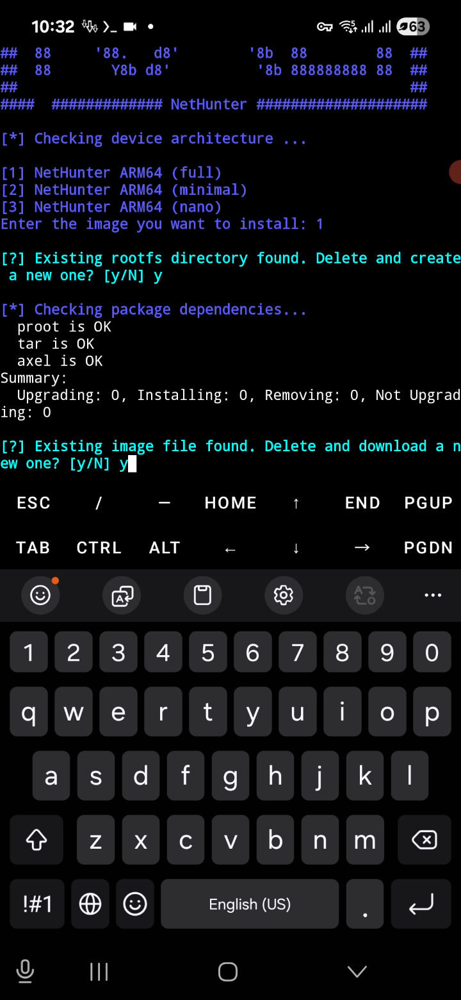 10:32
63
## 88 '88. d8' '8b 88 88 ##
## 88 Y8b d8' '8b 888888888 88 ##
## ##
#### ############# NetHunter ####################
[*] Checking device architecture ...
[1] NetHunter ARM64 (full)
[2] NetHunter ARM64 (minimal)
[3] NetHunter ARM64 (nano)
Enter the image you want to install: 1
[?] Existing rootfs directory found. Delete and create
a new one? [y/N] y
[*] Checking package dependencies...
proot is OK
tar is OK
axel is OK
Summary:
Upgrading: 0, Installing: 0, Removing: 0, Not Upgrad
ing: 0
[?] Existing image file found. Delete and download a n
ew one? [y/N] y
ESC / — HOME ↑ END PGUP
TAB CTRL ALT ← ↓ → PGDN
1 2 3 4 5 6 7 8 9 0
q w e r t y u i o p
a s d f g h j k l
z x c v b n m
!#1 English (US) .